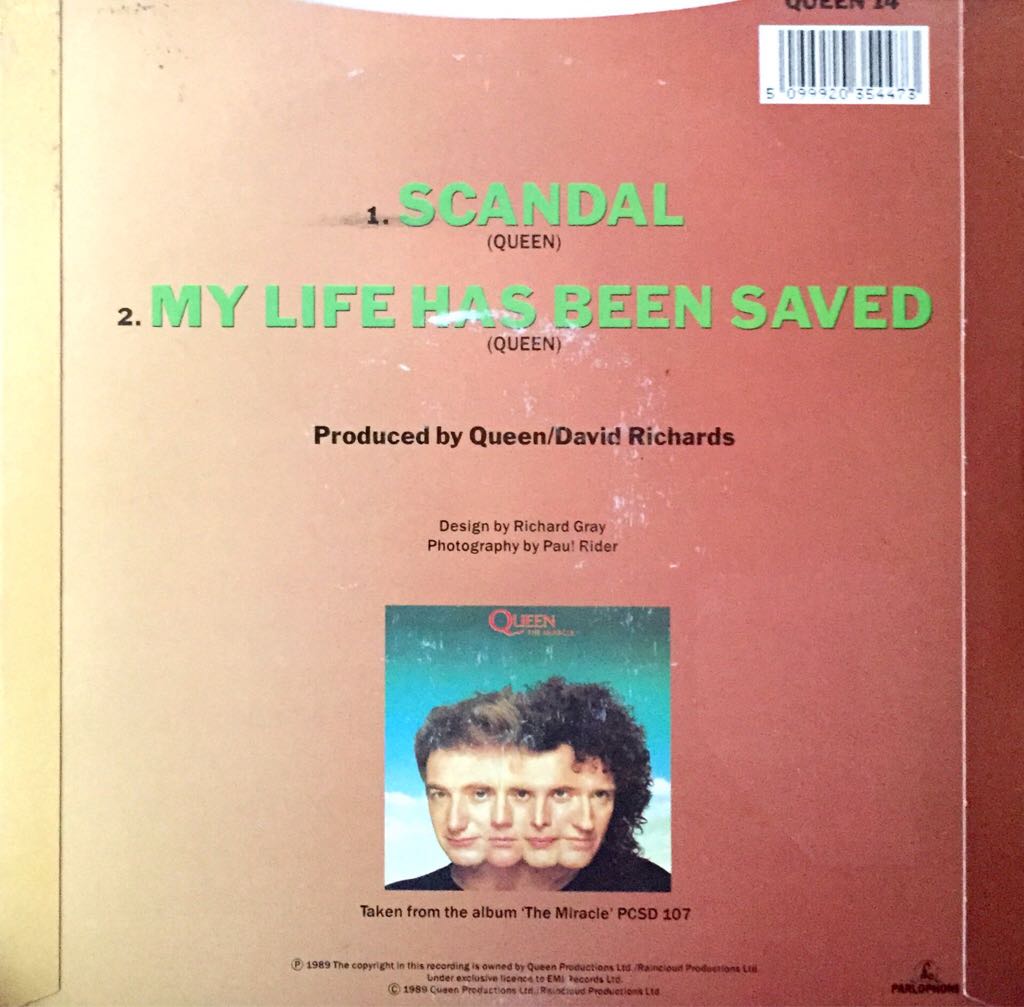 QUEEN 14
5 099920 354473
1. SCANDAL
(QUEEN)
2. MY LIFE HAS BEEN SAVED
(QUEEN)
Produced by Queen/David Richards
Design by Richard Gray
Photography by Paul Rider
QUEEN
THE MIRACLE
Taken from the album 'The Miracle' PCSD 107
Ⓟ 1989 The copyright in this recording is owned by Queen Productions Ltd./Raincloud Productions Ltd.
Under exclusive licence to EMI Records Ltd.
© 1989 Queen Productions Ltd./Raincloud Productions Ltd.
PARLOPHONE